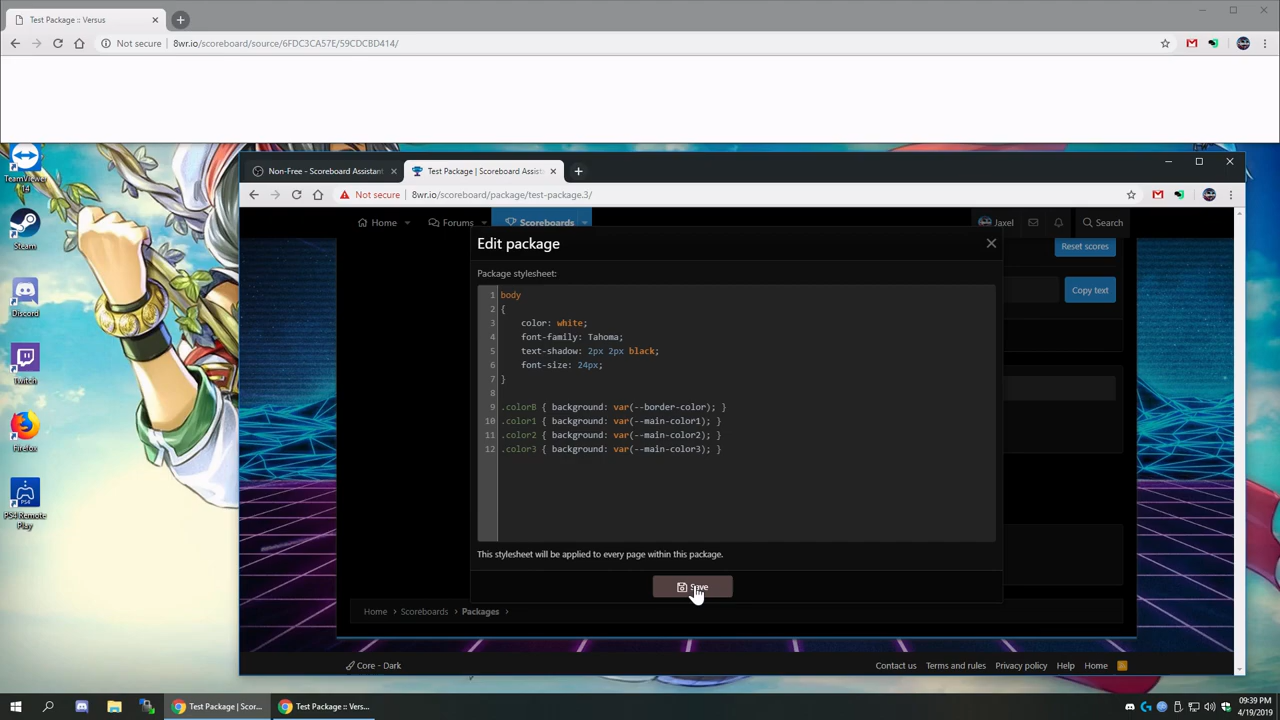 Test Package :: Versus
Not secure
8wr.io/scoreboard/source/6FDC3CA57E/59CDCBD414/
TeamViewer 14
Steam
Discord
Twitch
Firefox
PS4 Remote Play
Non-Free - Scoreboard Assistant
Test Package | Scoreboard Assist
Not secure
8wr.io/scoreboard/package/test-package.3/
Home
Forums
Scoreboards
Jaxel
Search
Edit package
Reset scores
Package stylesheet:
Copy text
1 body
2 {
3 color: white;
4 font-family: Tahoma;
5 text-shadow: 2px 2px black;
6 font-size: 24px;
7 }
8
9 .colorB { background: var(--border-color); }
10 .color1 { background: var(--main-color1); }
11 .color2 { background: var(--main-color2); }
12 .color3 { background: var(--main-color3); }
This stylesheet will be applied to every page within this package.
Save
Home > Scoreboards > Packages >
Core - Dark
Contact us
Terms and rules
Privacy policy
Help
Home
Test Package | Scor...
Test Package :: Vers...
09:39 PM
4/19/2019